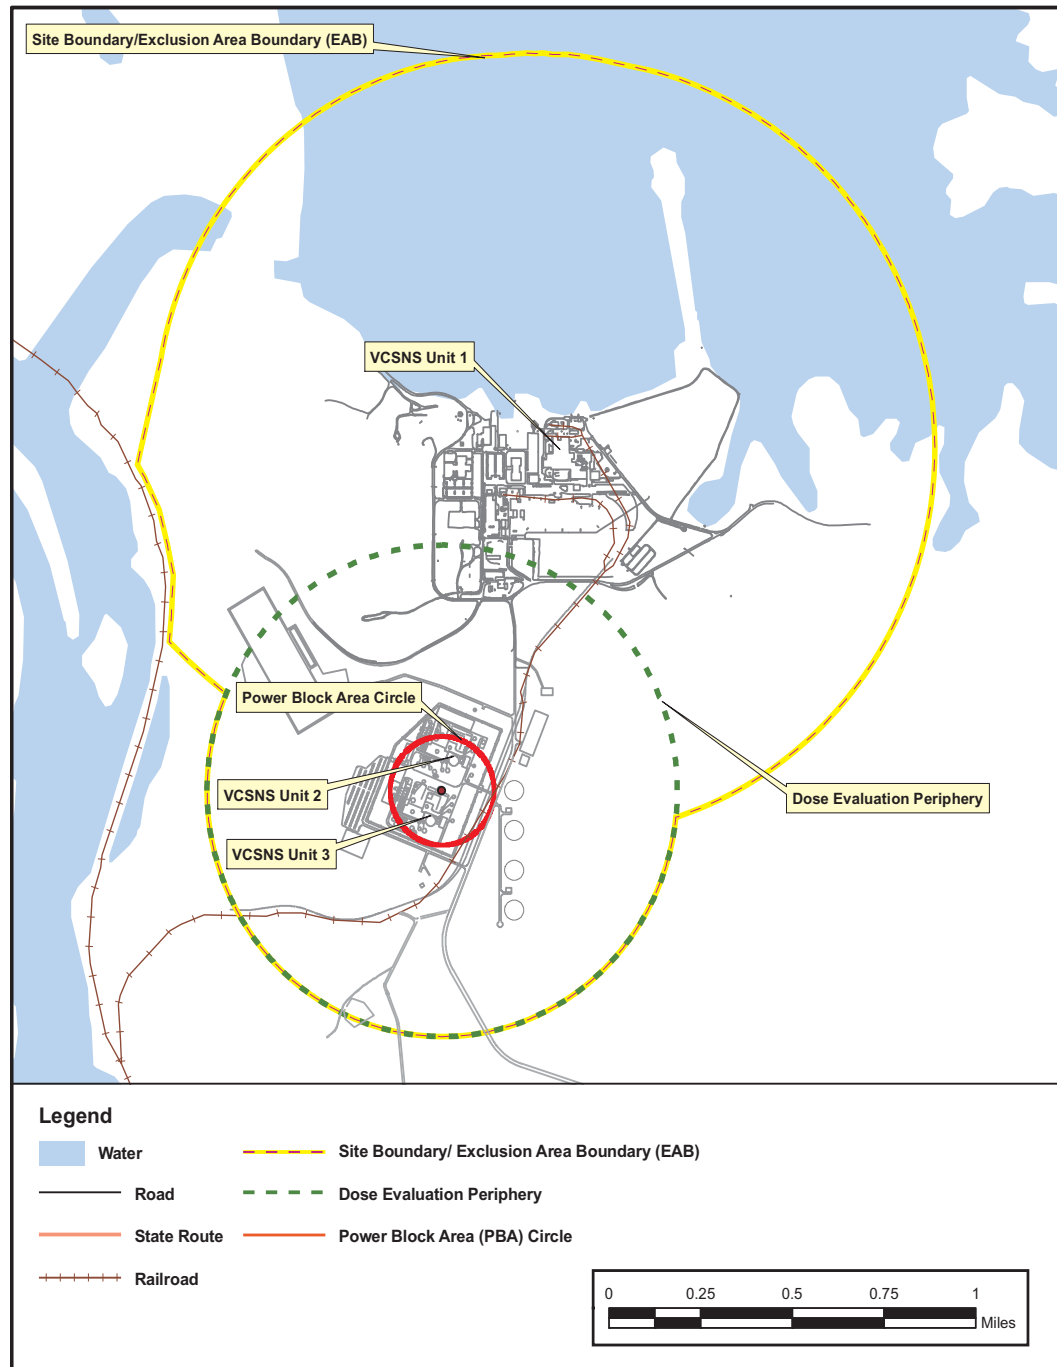 Site Boundary/Exclusion Area Boundary (EAB)
VCSNS Unit 1
Power Block Area Circle
VCSNS Unit 2
Dose Evaluation Periphery
VCSNS Unit 3
Legend
Water
Site Boundary/ Exclusion Area Boundary (EAB)
Road
Dose Evaluation Periphery
State Route
Power Block Area (PBA) Circle
Railroad
0 0.25 0.5 0.75 1
Miles